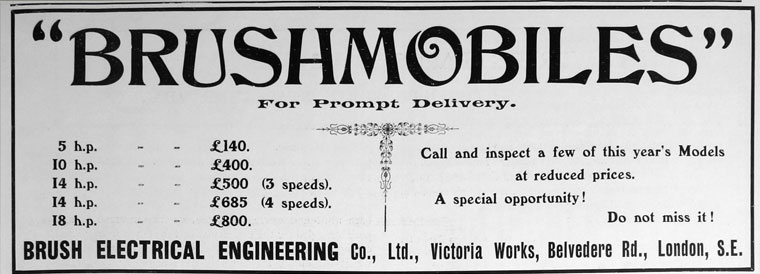 "BRUSHMOBILES"
For Prompt Delivery.
5 h.p. - - £140.
10 h.p. - - £400.
14 h.p. - - £500 (3 speeds).
14 h.p. - - £685 (4 speeds).
18 h.p. - - £800.
Call and inspect a few of this year's Models
at reduced prices.
A special opportunity!
Do not miss it!
BRUSH ELECTRICAL ENGINEERING Co., Ltd., Victoria Works, Belvedere Rd., London, S.E.